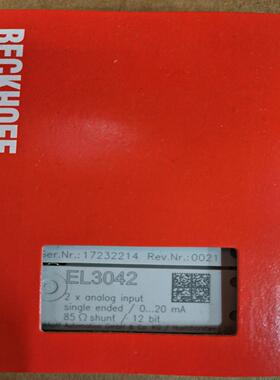 BECKHOFF
Ser.Nr.: 17232214 Rev.Nr.: 0021
EL3042
2 x analog input
single ended / 0...20 mA
85 Ω shunt / 12 bit